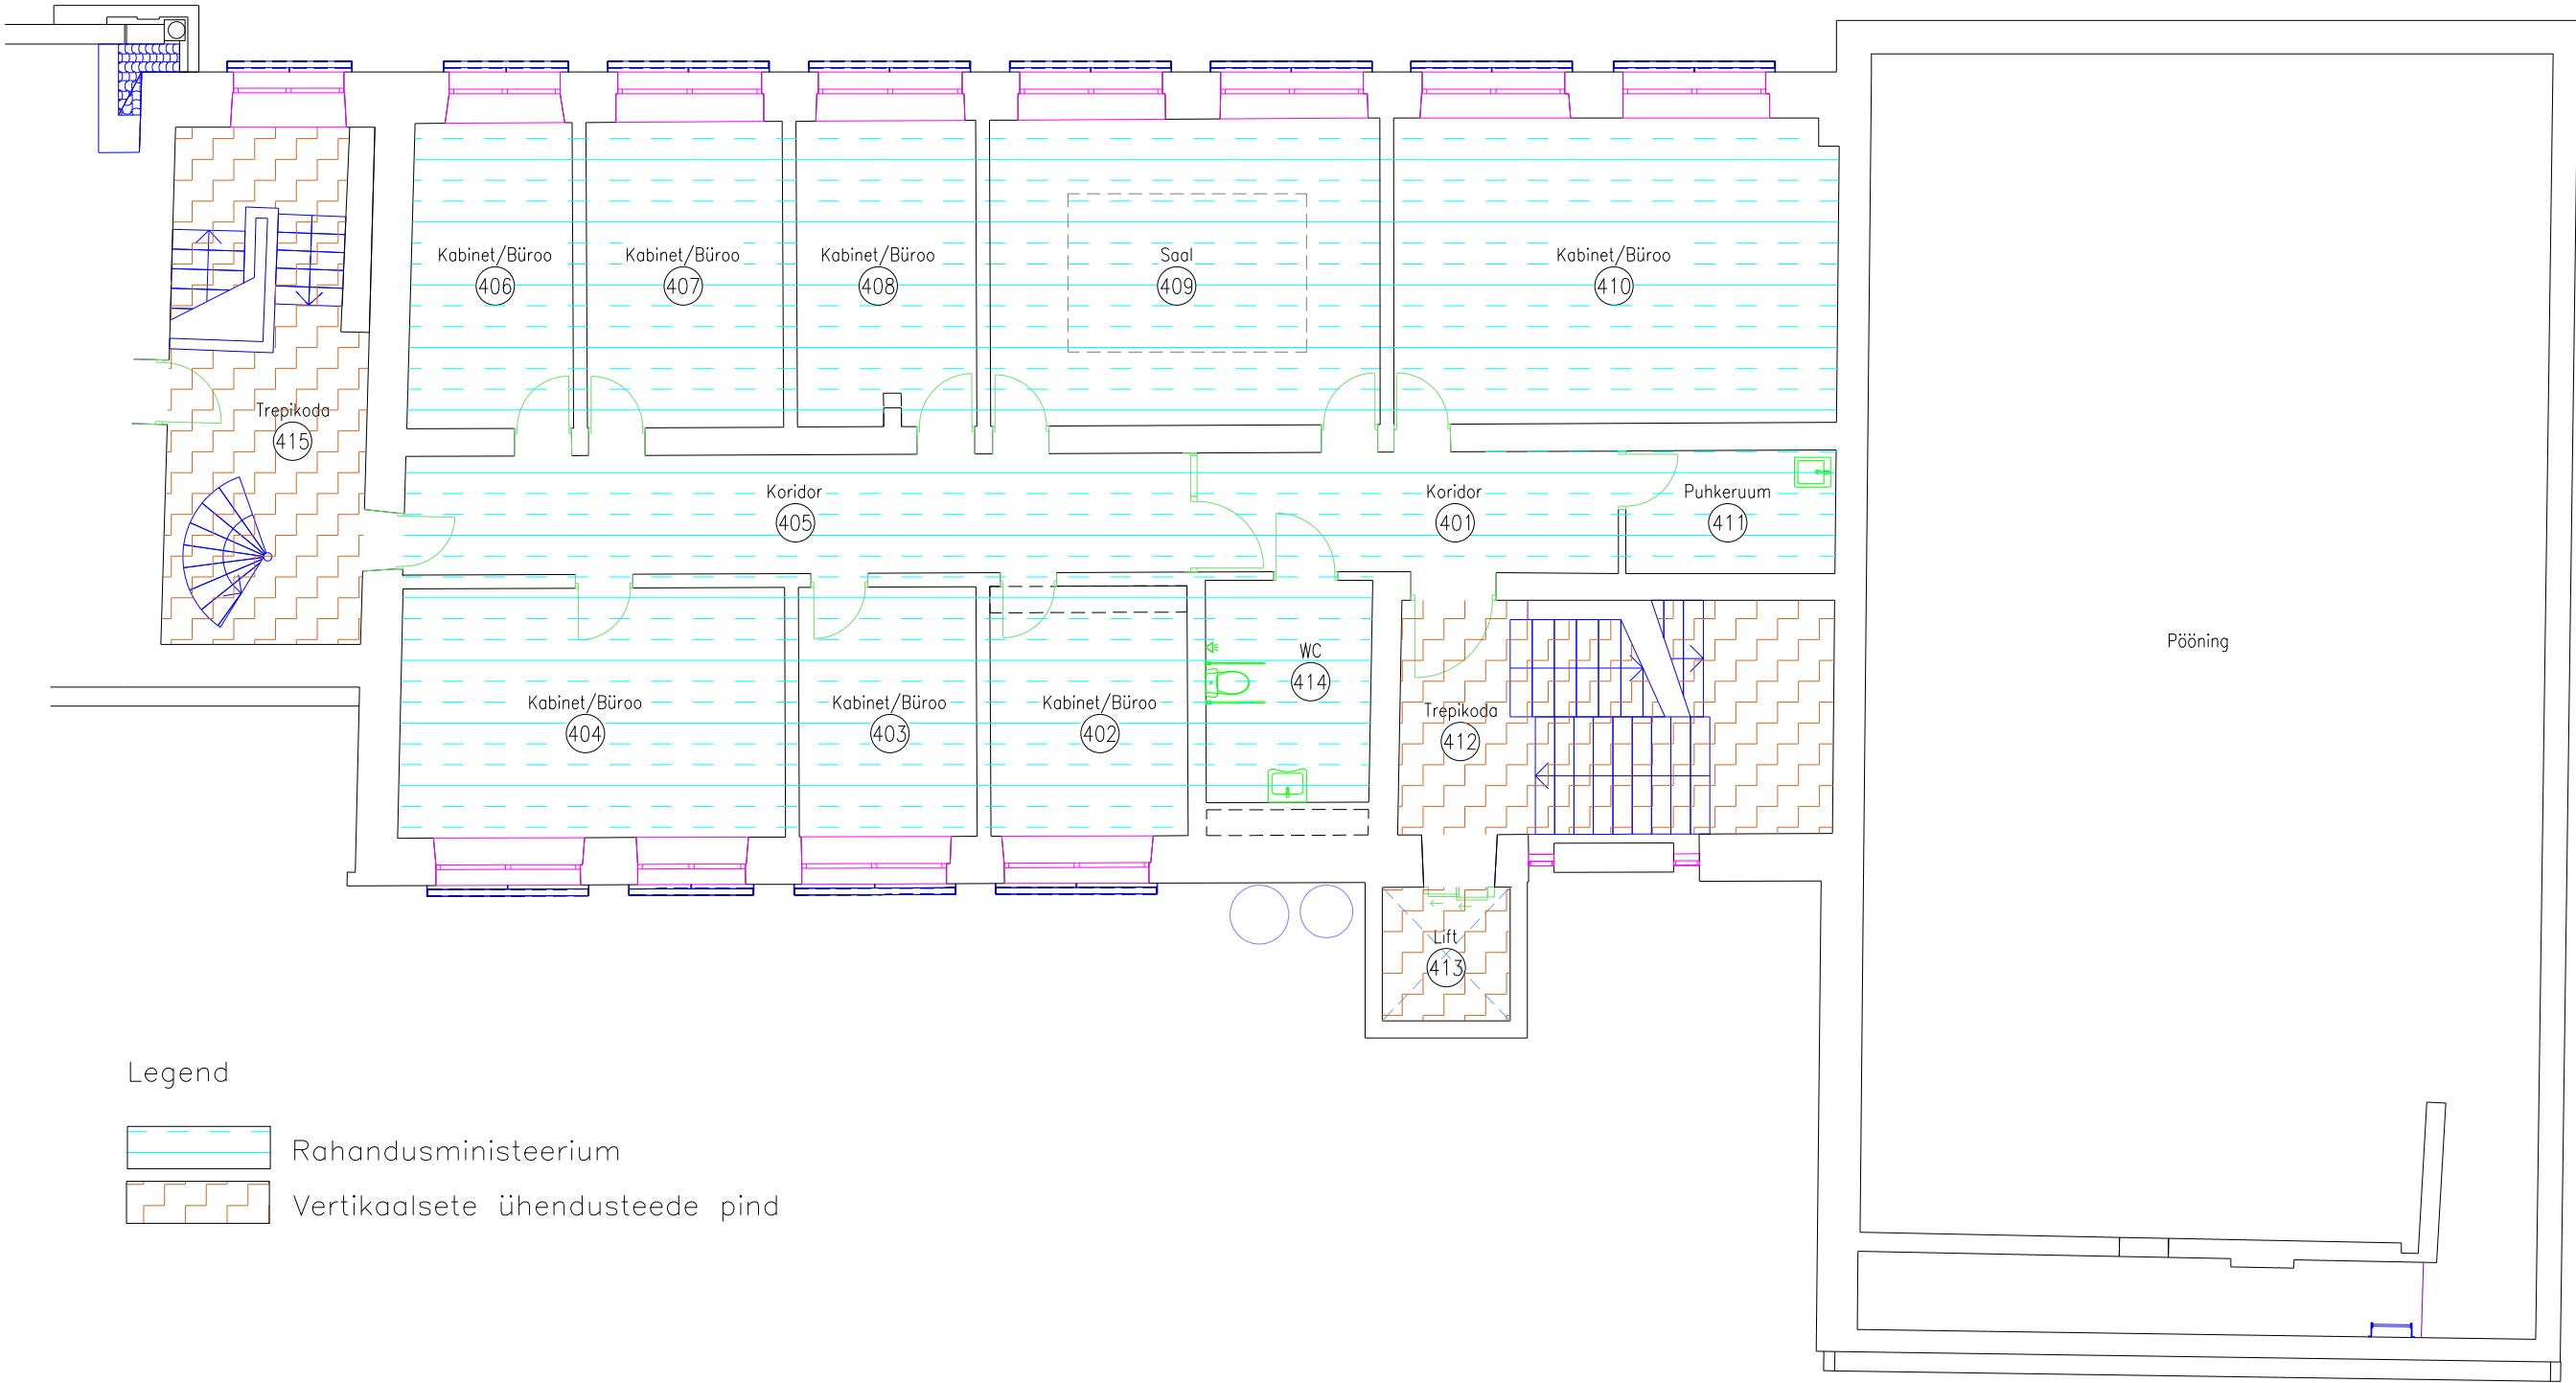 Kabinet/Büroo
406
Kabinet/Büroo
407
Kabinet/Büroo
408
Saal
409
Kabinet/Büroo
410
Trepikoda
415
Koridor
405
Koridor
401
Puhkeruum
411
Kabinet/Büroo
404
Kabinet/Büroo
403
Kabinet/Büroo
402
WC
414
Trepikoda
412
Lift
413
Pööning
Legend
Rahandusministeerium
Vertikaalsete ühendusteede pind